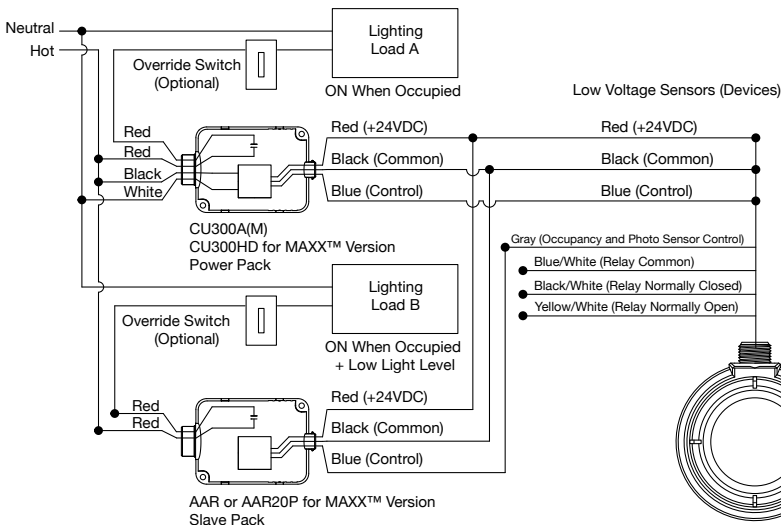 Neutral
Hot
Override Switch
(Optional)
Lighting
Load A
ON When Occupied
Low Voltage Sensors (Devices)
Red
Red
Black
White
Red (+24VDC)
Black (Common)
Blue (Control)
Red (+24VDC)
Black (Common)
Blue (Control)
CU300A(M)
CU300HD for MAXX™ Version
Power Pack
Gray (Occupancy and Photo Sensor Control)
Blue/White (Relay Common)
Black/White (Relay Normally Closed)
Yellow/White (Relay Normally Open)
Override Switch
(Optional)
Lighting
Load B
ON When Occupied
+ Low Light Level
Red
Red
Red (+24VDC)
Black (Common)
Blue (Control)
AAR or AAR20P for MAXX™ Version
Slave Pack